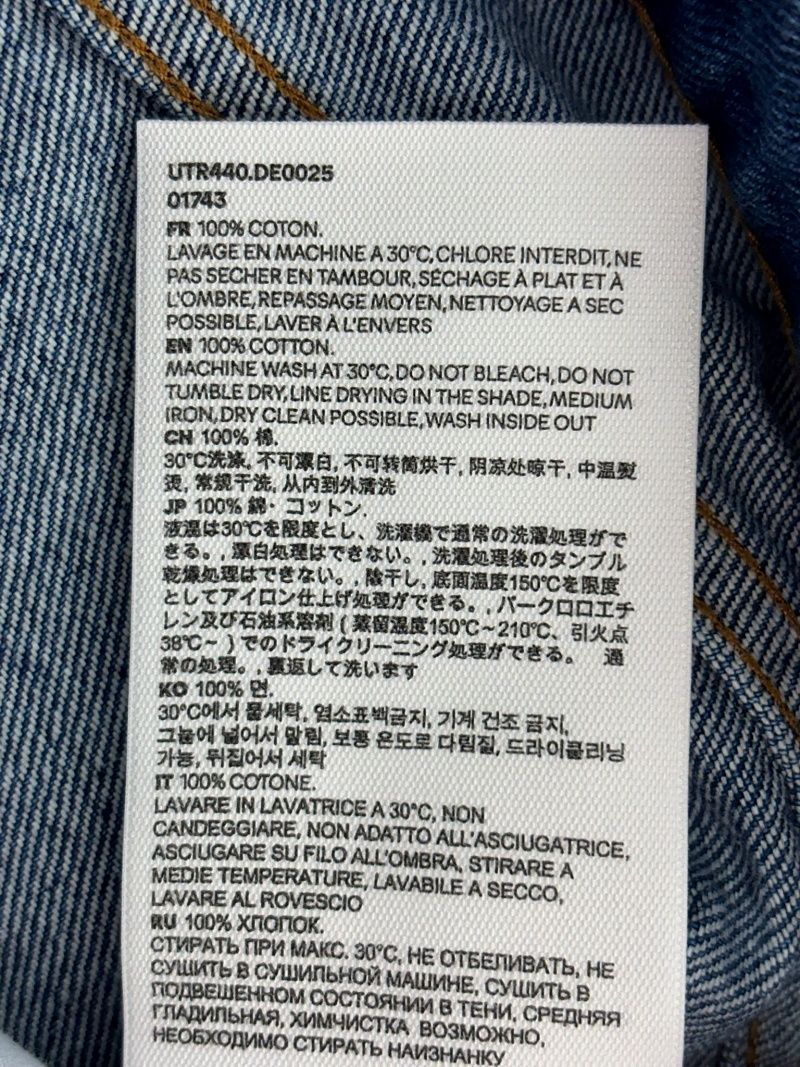 UTR440.DE0025
01743
FR 100% COTON.
LAVAGE EN MACHINE A 30°C, CHLORE INTERDIT, NE
PAS SECHER EN TAMBOUR, SÉCHAGE À PLAT ET À
L'OMBRE, REPASSAGE MOYEN, NETTOYAGE A SEC
POSSIBLE, LAVER À L'ENVERS
EN 100% COTTON.
MACHINE WASH AT 30°C, DO NOT BLEACH, DO NOT
TUMBLE DRY, LINE DRYING IN THE SHADE, MEDIUM
IRON, DRY CLEAN POSSIBLE, WASH INSIDE OUT
CN 100% 棉.
30°C洗涤, 不可漂白, 不可转筒烘干, 阴凉处晾干, 中温熨
烫, 常规干洗, 从内到外清洗
JP 100% 綿・コットン.
液温は30℃を限度とし、洗濯機で通常の洗濯処理がで
きる。, 漂白処理はできない。, 洗濯処理後のタンブル
乾燥処理はできない。, 陰干し, 底面温度150℃を限度
としてアイロン仕上げ処理ができる。, パークロロエチ
レン及び石油系溶剤 ( 蒸留温度150℃～210℃、引火点
38℃～ ) でのドライクリーニング処理ができる。 通
常の処理。, 裏返して洗います
KO 100% 면.
30°C에서 물세탁, 염소표백금지, 기계 건조 금지,
그늘에 널어서 말림, 보통 온도로 다림질, 드라이클리닝
가능, 뒤집어서 세탁
IT 100% COTONE.
LAVARE IN LAVATRICE A 30°C, NON
CANDEGGIARE, NON ADATTO ALL'ASCIUGATRICE,
ASCIUGARE SU FILO ALL'OMBRA, STIRARE A
MEDIE TEMPERATURE, LAVABILE A SECCO,
LAVARE AL ROVESCIO
RU 100% ХЛОПОК.
СТИРАТЬ ПРИ МАКС. 30°C, НЕ ОТБЕЛИВАТЬ, НЕ
СУШИТЬ В СУШИЛЬНОЙ МАШИНЕ, СУШИТЬ В
ПОДВЕШЕННОМ СОСТОЯНИИ В ТЕНИ, СРЕДНЯЯ
ГЛАДИЛЬНАЯ, ХИМЧИСТКА ВОЗМОЖНО,
НЕОБХОДИМО СТИРАТЬ НАИЗНАНКУ